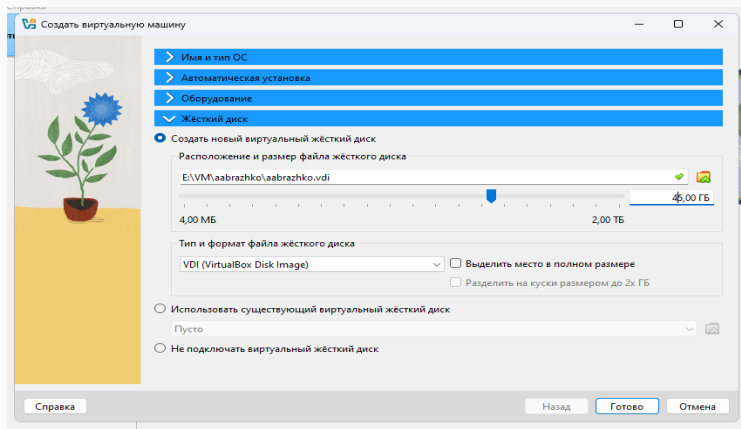 Справка
Создать виртуальную машину
Имя и тип ОС
Автоматическая установка
Оборудование
Жёсткий диск
Создать новый виртуальный жёсткий диск
Расположение и размер файла жёсткого диска
E:\VM\aabrazhko\aabrazhko.vdi
45,00 ГБ
4,00 МБ 2,00 ТБ
Тип и формат файла жёсткого диска
VDI (VirtualBox Disk Image) Выделить место в полном размере
Разделить на куски размером до 2х ГБ
Использовать существующий виртуальный жёсткий диск
Пусто
Не подключать виртуальный жёсткий диск
Справка Назад Готово Отмена